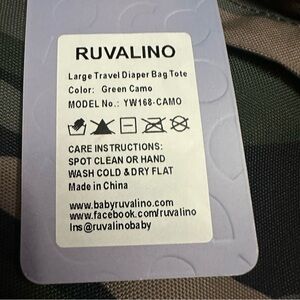 RUVALINO
Large Travel Diaper Bag Tote
Color: Green Camo
MODEL No.: YW168-CAMO
CARE INSTRUCTIONS:
SPOT CLEAN OR HAND
WASH COLD & DRY FLAT
Made in China
www.babyruvalino.com
www.facebook.com/ruvalino
Ins@ruvalinobaby